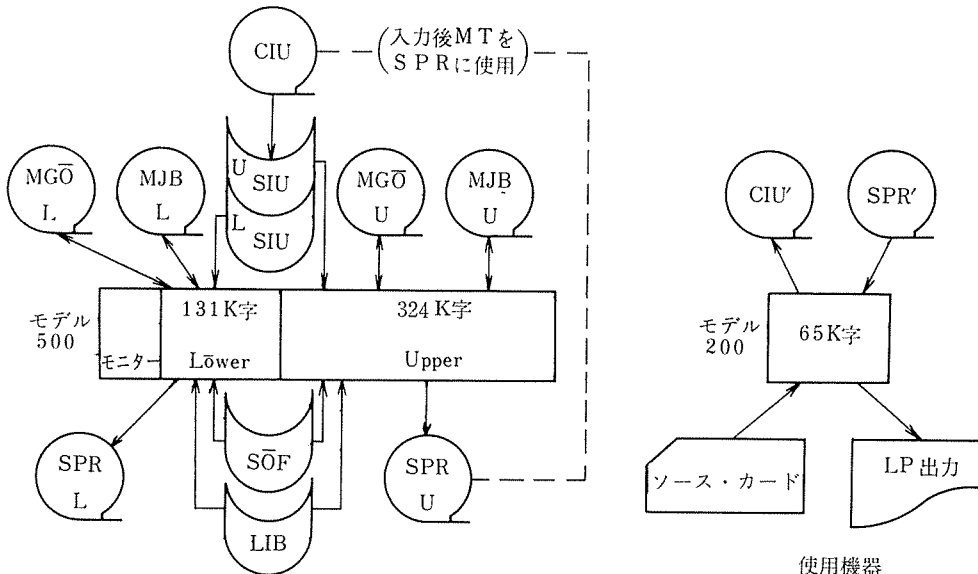 CIU
(入力後MTを
SPRに使用)
U
SIU
L
SIU
MGŌ
L
MJB
L
MGŌ
U
MJB
U
モデル
500
モニター
131K字
Lōwer
324K字
Upper
SPR
L
SŌF
LIB
SPR
U
CIU′
SPR′
モデル
200
65K字
ソース・カード
LP出力
使用機器